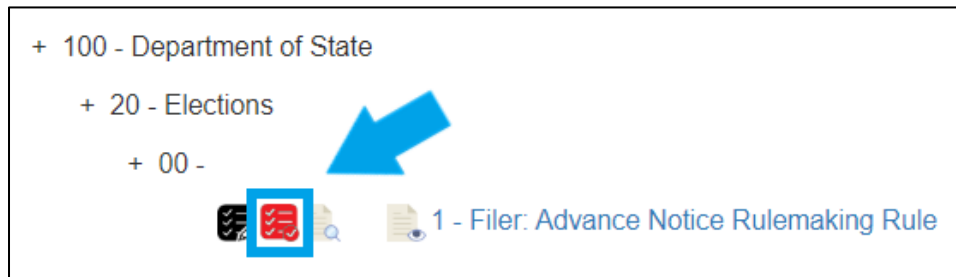 + 100 - Department of State
+ 20 - Elections
+ 00 -
1 - Filer: Advance Notice Rulemaking Rule